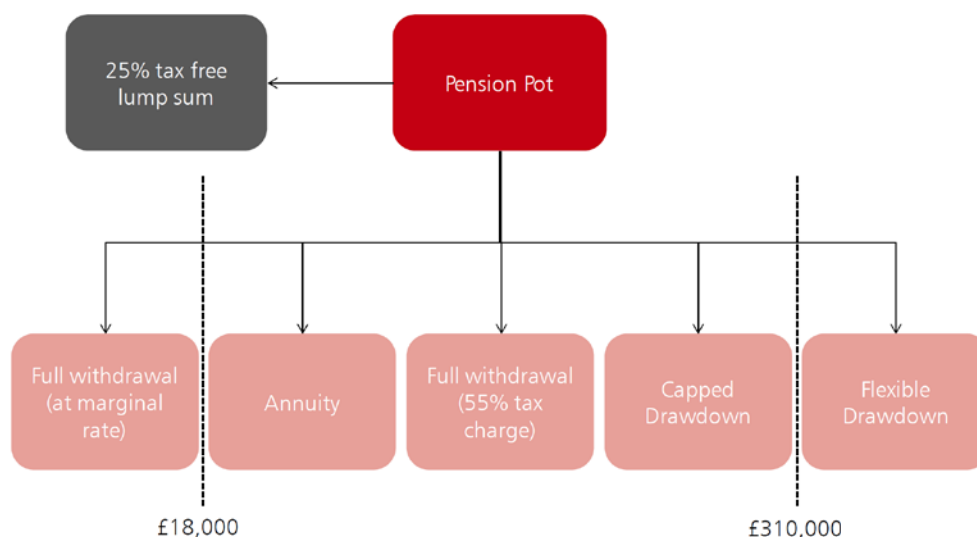 25% tax free
lump sum
Pension Pot
Full withdrawal
(at marginal
rate)
Annuity
Full withdrawal
(55% tax
charge)
Capped
Drawdown
Flexible
Drawdown
£18,000
£310,000